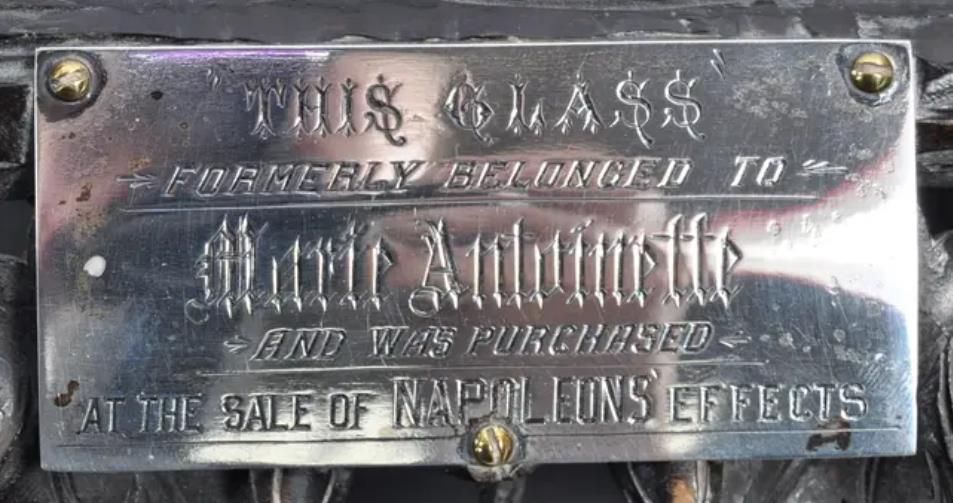 "THIS GLASS"
FORMERLY BELONGED TO
Marie Antoinette
AND WAS PURCHASED
AT THE SALE OF NAPOLEONS' EFFECTS